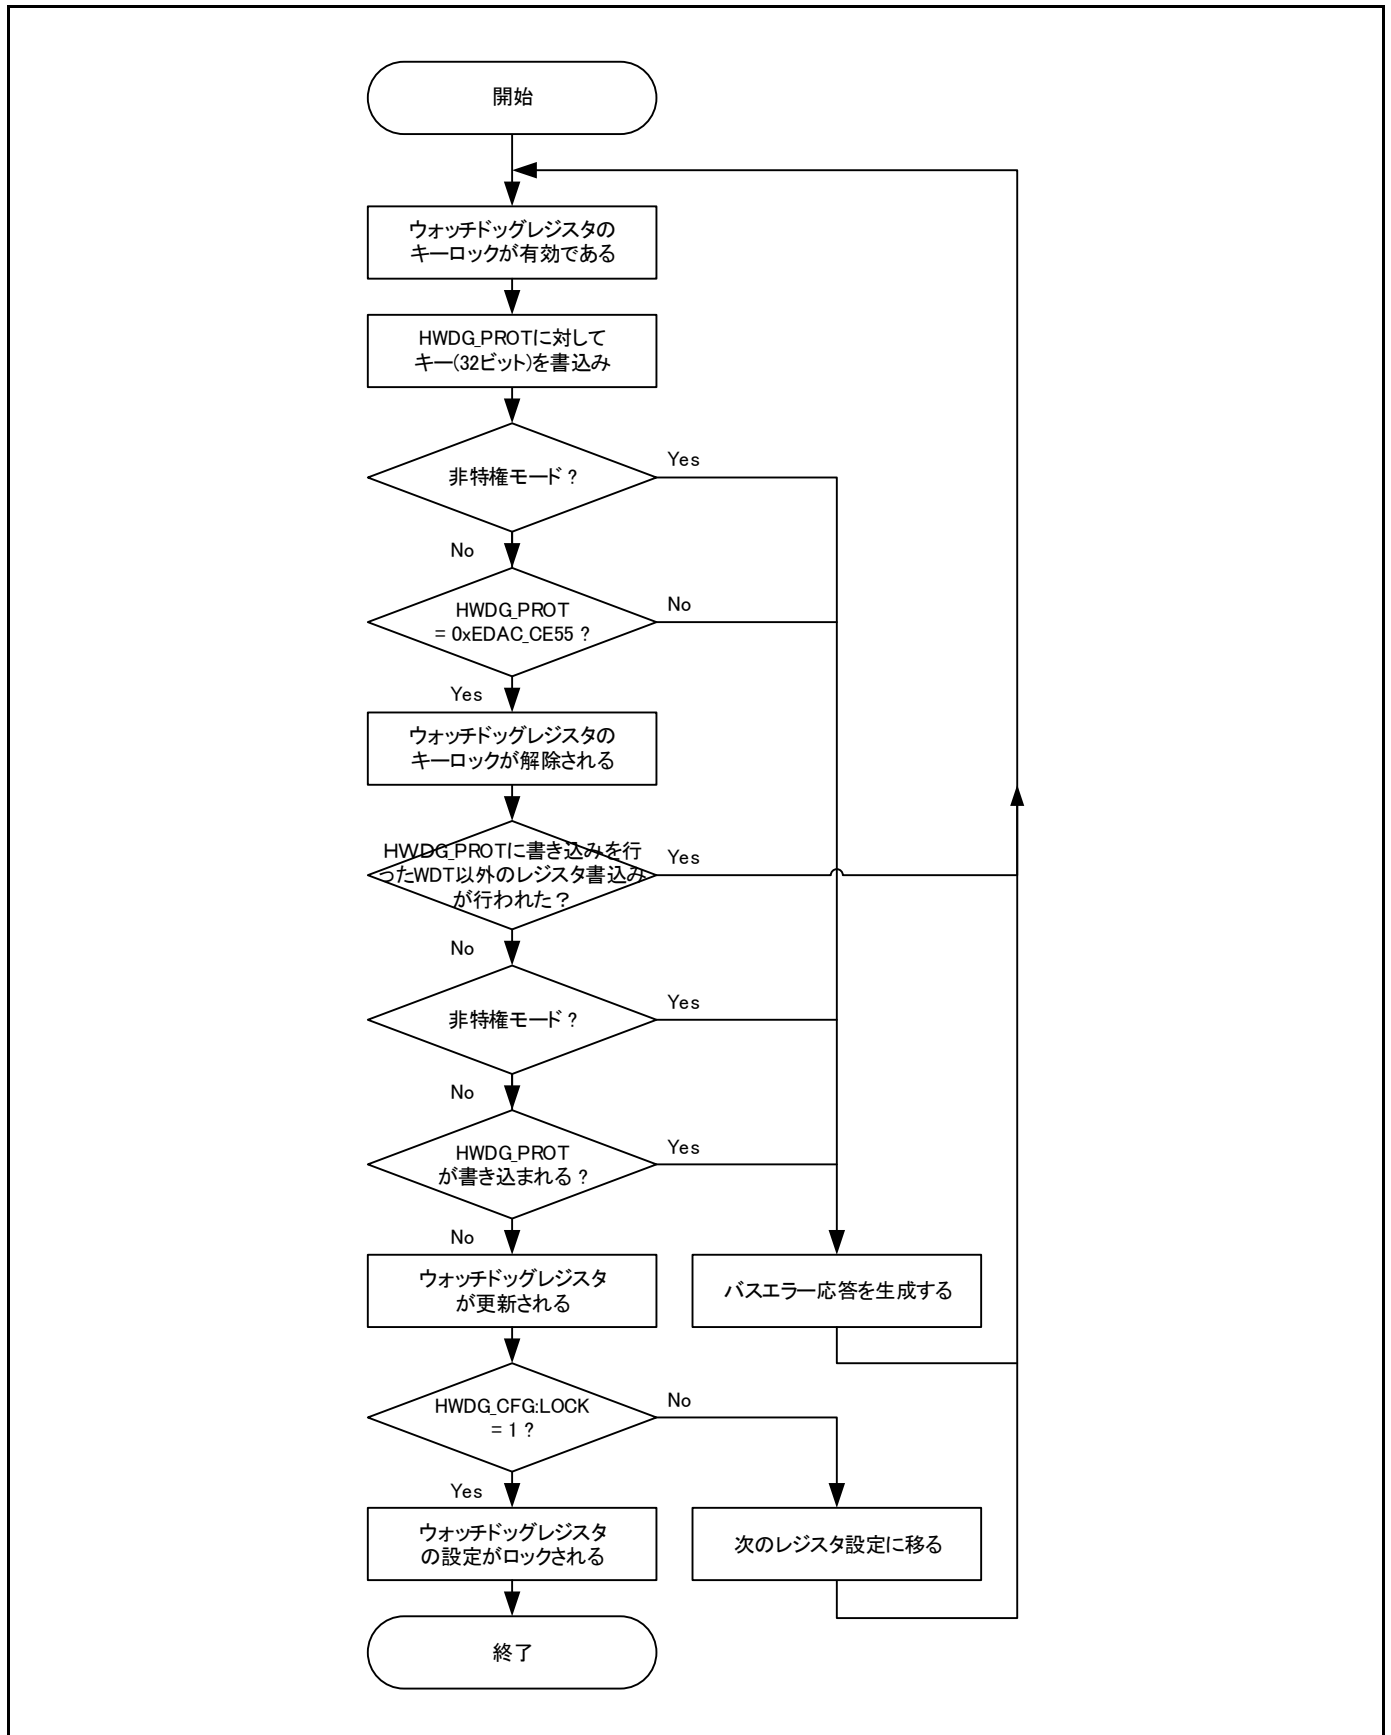 開始
ウォッチドッグレジスタの
キーロックが有効である
HWDG_PROTに対して
キー(32ビット)を書込み
非特権モード?
Yes
No
HWDG_PROT
= 0xEDAC_CE55 ?
No
Yes
ウォッチドッグレジスタの
キーロックが解除される
HWDG_PROTに書き込みを行
ったWDT以外のレジスタ書込み
が行われた?
Yes
No
非特権モード?
Yes
No
HWDG_PROT
が書き込まれる?
Yes
No
ウォッチドッグレジスタ
が更新される
バスエラー応答を生成する
HWDG_CFG:LOCK
= 1 ?
No
Yes
ウォッチドッグレジスタ
の設定がロックされる
次のレジスタ設定に移る
終了